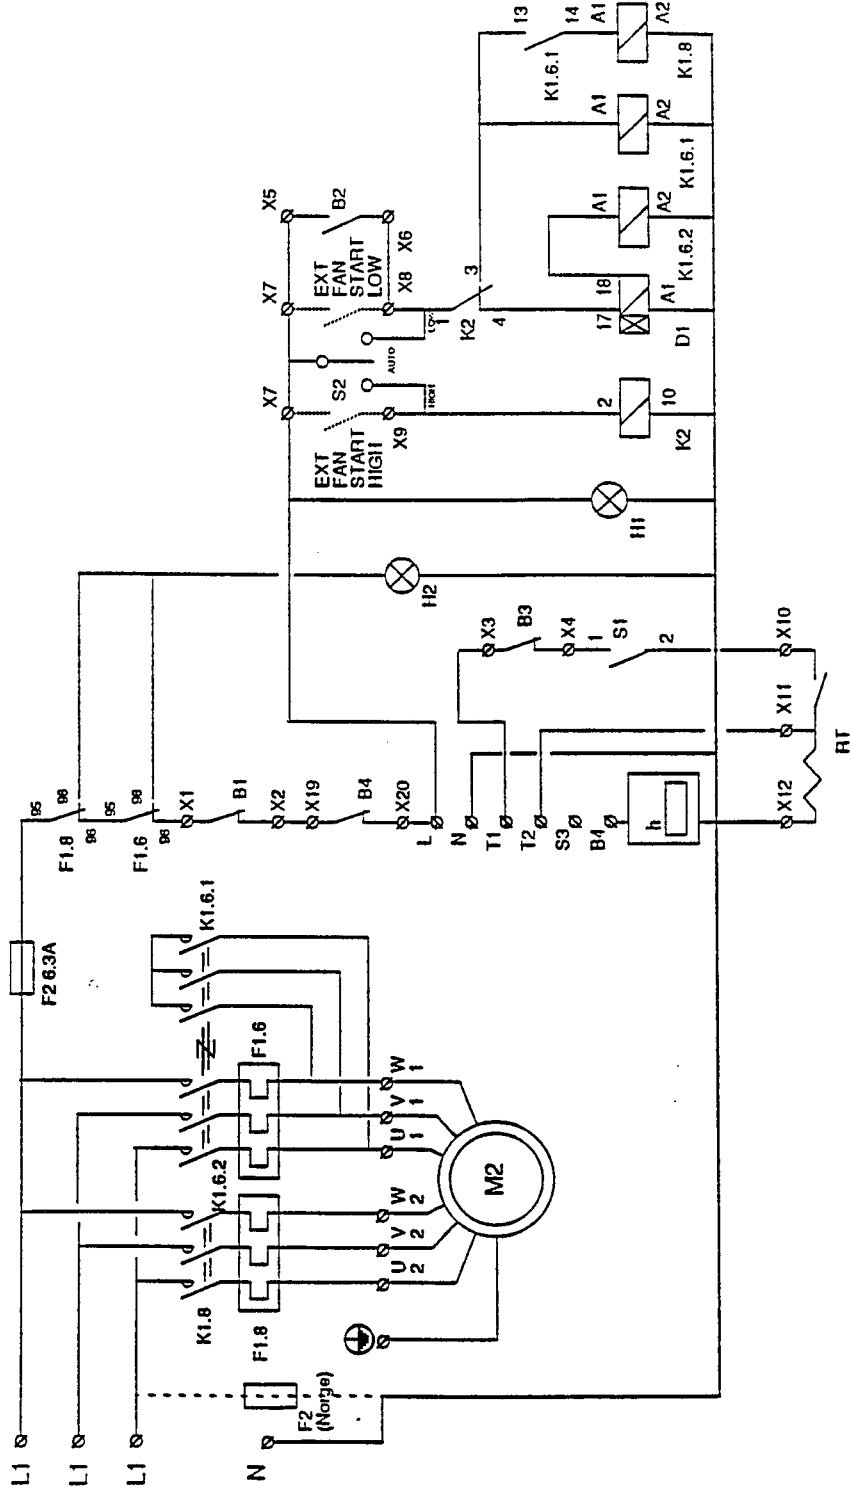 L1
L1
L1
N
F2
(Norge)
F2 6.3A
K1.8
F1.8
K1.6.2
F1.6
K1.6.1
U
2
V
2
W
2
U
1
V
1
W
1
M2
95
98
F1.8
96
95
98
F1.6
96
X1
B1
X2
X19
B4
X20
L
N
T1
T2
S3
B4
h
X12
X11
X10
RT
X3
B3
X4
1
S1
2
H2
H1
X7
EXT
FAN
START
HIGH
X9
S2
HIGH
AUTO
X7
EXT
FAN
START
LOW
X8
X5
B2
X6
1
K2
3
4
2
10
K2
17
18
A1
D1
A1
A2
K1.6.2
A1
A2
K1.6.1
13
14
K1.6.1
A1
A2
K1.8